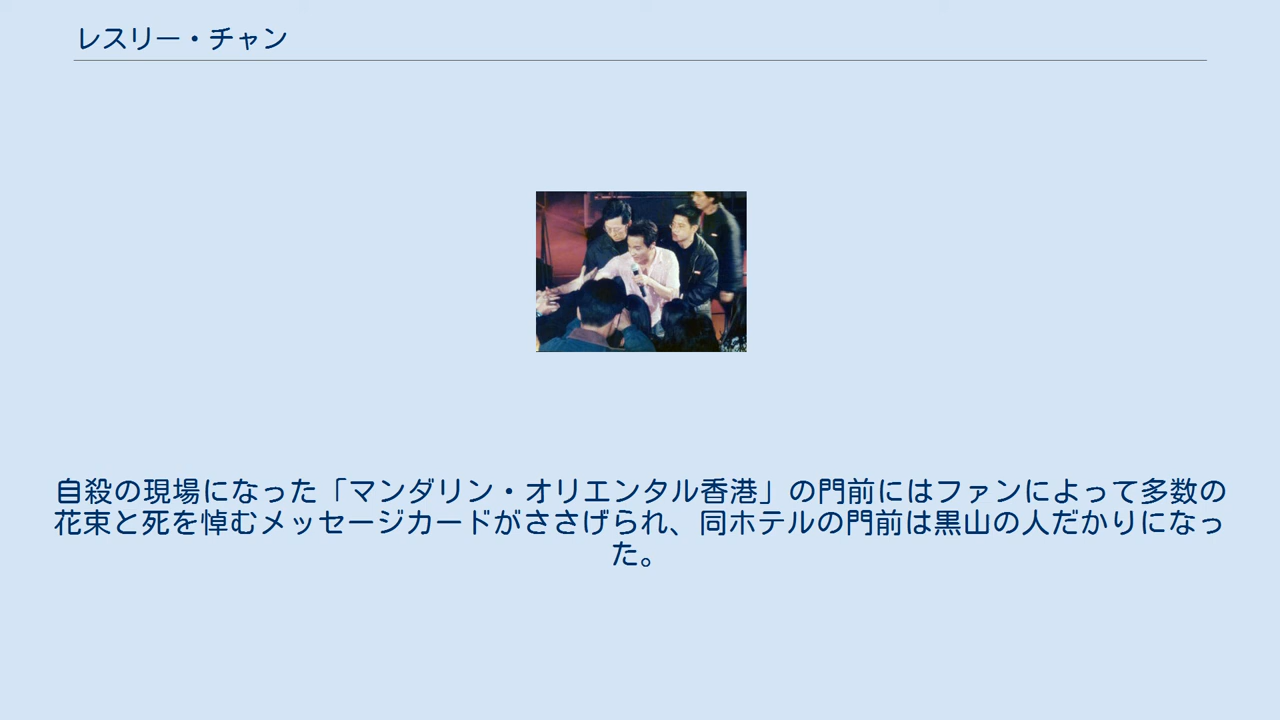 レスリー・チャン
自殺の現場になった「マンダリン・オリエンタル香港」の門前にはファンによって多数の
花束と死を悼むメッセージカードがささげられ、同ホテルの門前は黒山の人だかりになっ
た。